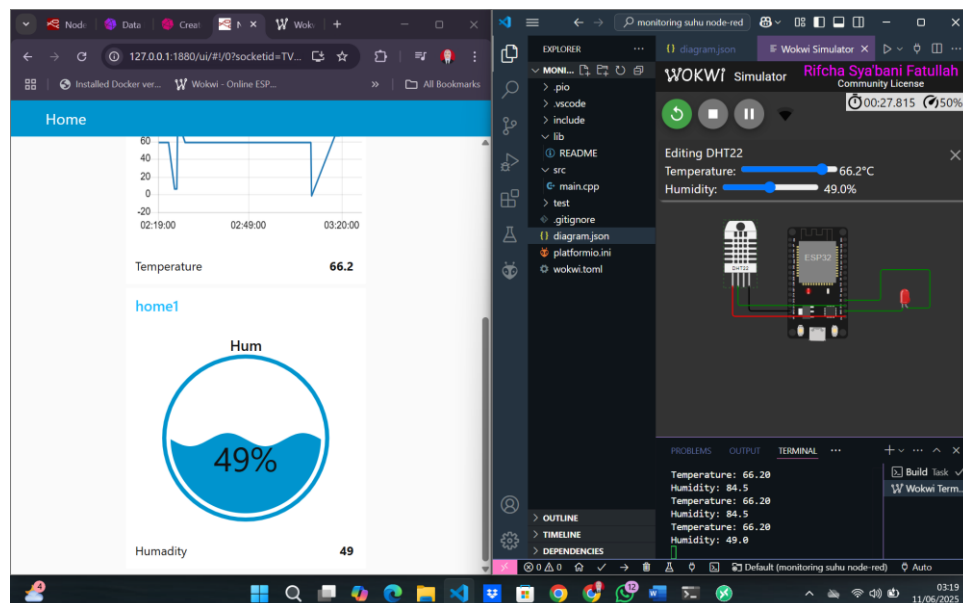 Node
Data
Creat
N
Wok
127.0.0.1:1880/ui/#!/0?socketid=TV...
Installed Docker ver...
Wokwi - Online ESP...
»
All Bookmarks
Home
60
40
20
0
-20
02:19:00
02:49:00
03:20:00
Temperature
66.2
home1
Hum
49%
Humadity
49
monitoring suhu node-red
EXPLORER
MONI...
.pio
.vscode
include
lib
README
src
main.cpp
test
.gitignore
diagram.json
platformio.ini
wokwi.toml
OUTLINE
TIMELINE
DEPENDENCIES
diagram.json
Wokwi Simulator
WOKWI Simulator
Rifcha Sya'bani Fatullah
Community License
00:27.815
50%
Editing DHT22
Temperature: 66.2°C
Humidity: 49.0%
DHT22
ESP32
PROBLEMS OUTPUT TERMINAL ...
Temperature: 66.20
Humidity: 84.5
Temperature: 66.20
Humidity: 84.5
Temperature: 66.20
Humidity: 49.0
Build Task
Wokwi Term...
0 0
Default (monitoring suhu node-red)
Auto
4
12
03:19
11/06/2025